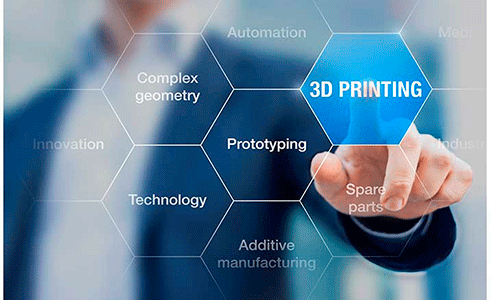 Automation
Complex
geometry
3D PRINTING
Innovation
Prototyping
Technology
Spare
parts
Additive
manufacturing